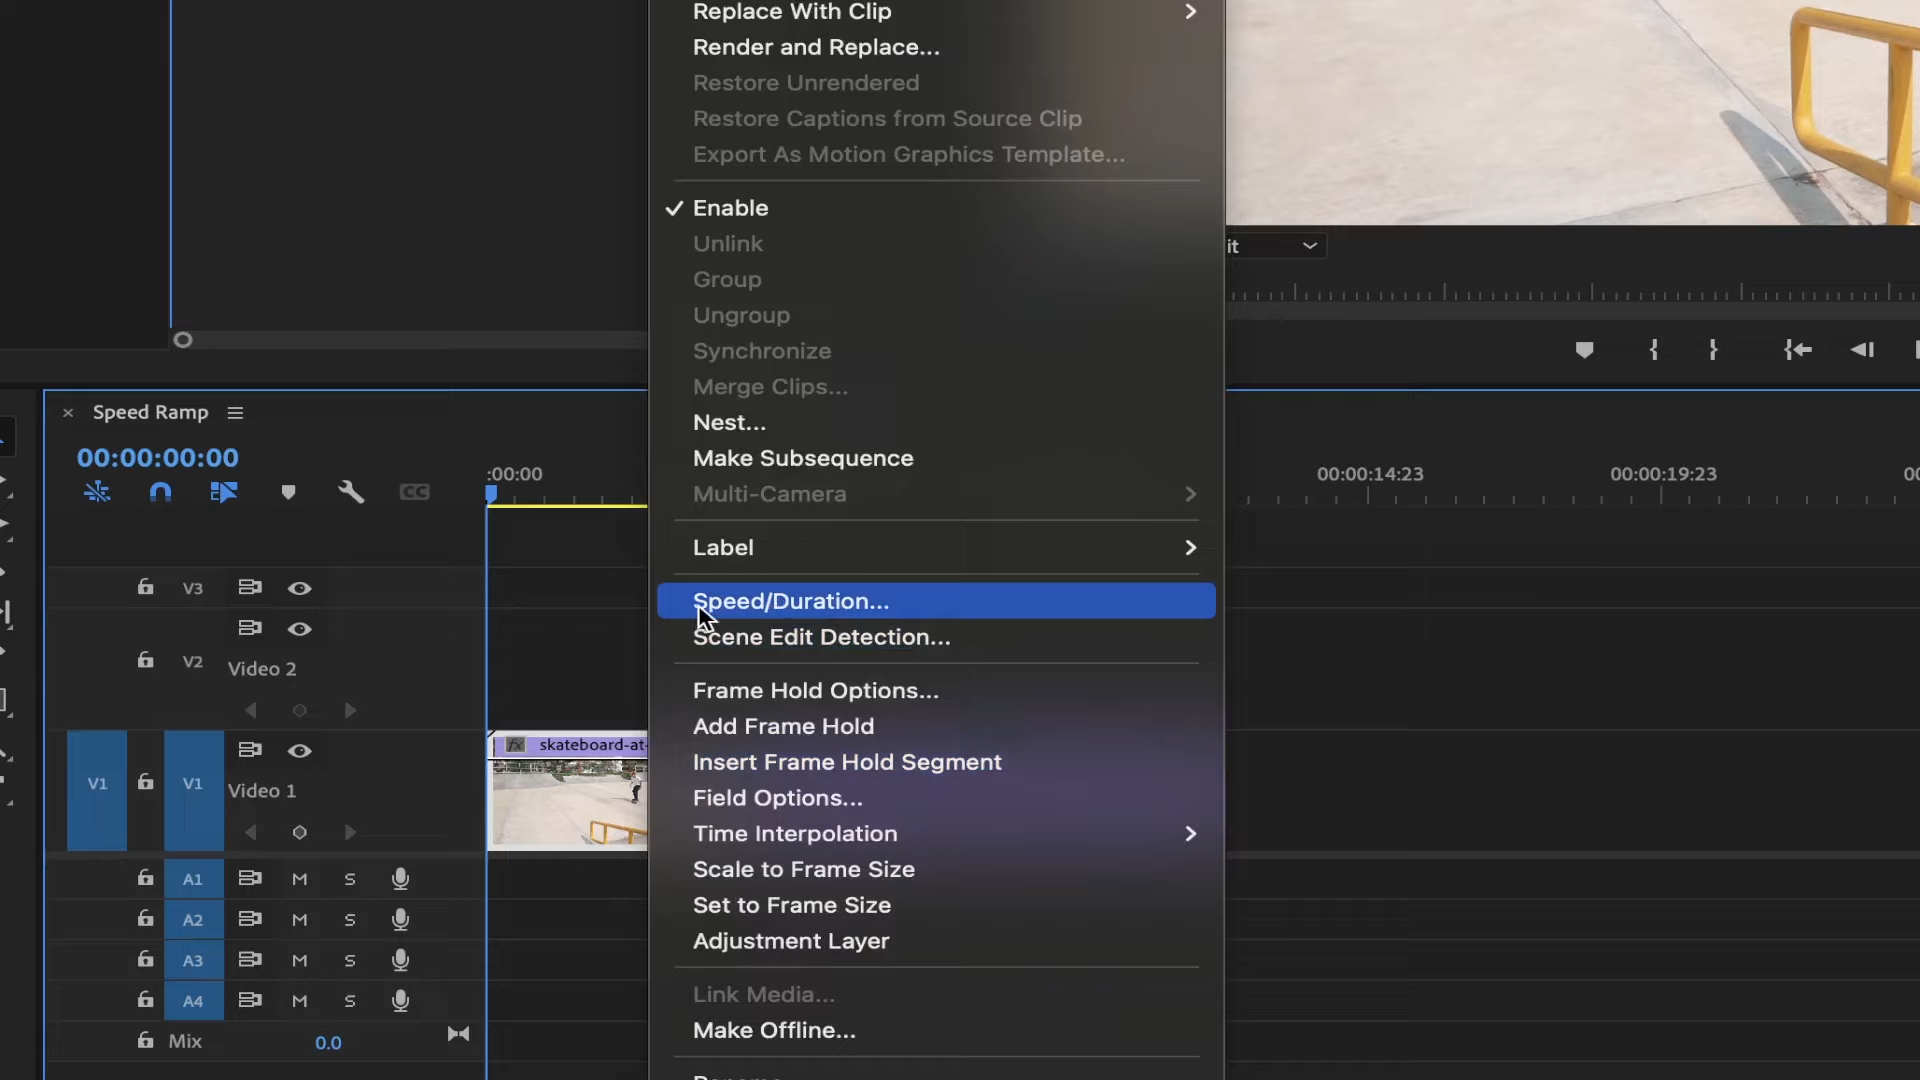 Replace With Clip
Render and Replace...
Restore Unrendered
Restore Captions from Source Clip
Export As Motion Graphics Template...
Enable
Unlink
it
Group
Ungroup
Synchronize
Merge Clips...
Nest...
Make Subsequence
Multi-Camera
Label
Speed/Duration...
Scene Edit Detection...
Frame Hold Options...
Add Frame Hold
Insert Frame Hold Segment
Field Options...
Time Interpolation
Scale to Frame Size
Set to Frame Size
Adjustment Layer
Link Media...
Make Offline...
Speed Ramp
00:00:00:00
:00:00
00:00:14:23
00:00:19:23
CC
V3
V2
Video 2
fx skateboard-at-
V1
V1
Video 1
A1 M S
A2 M S
A3 M S
A4 M S
Mix 0.0